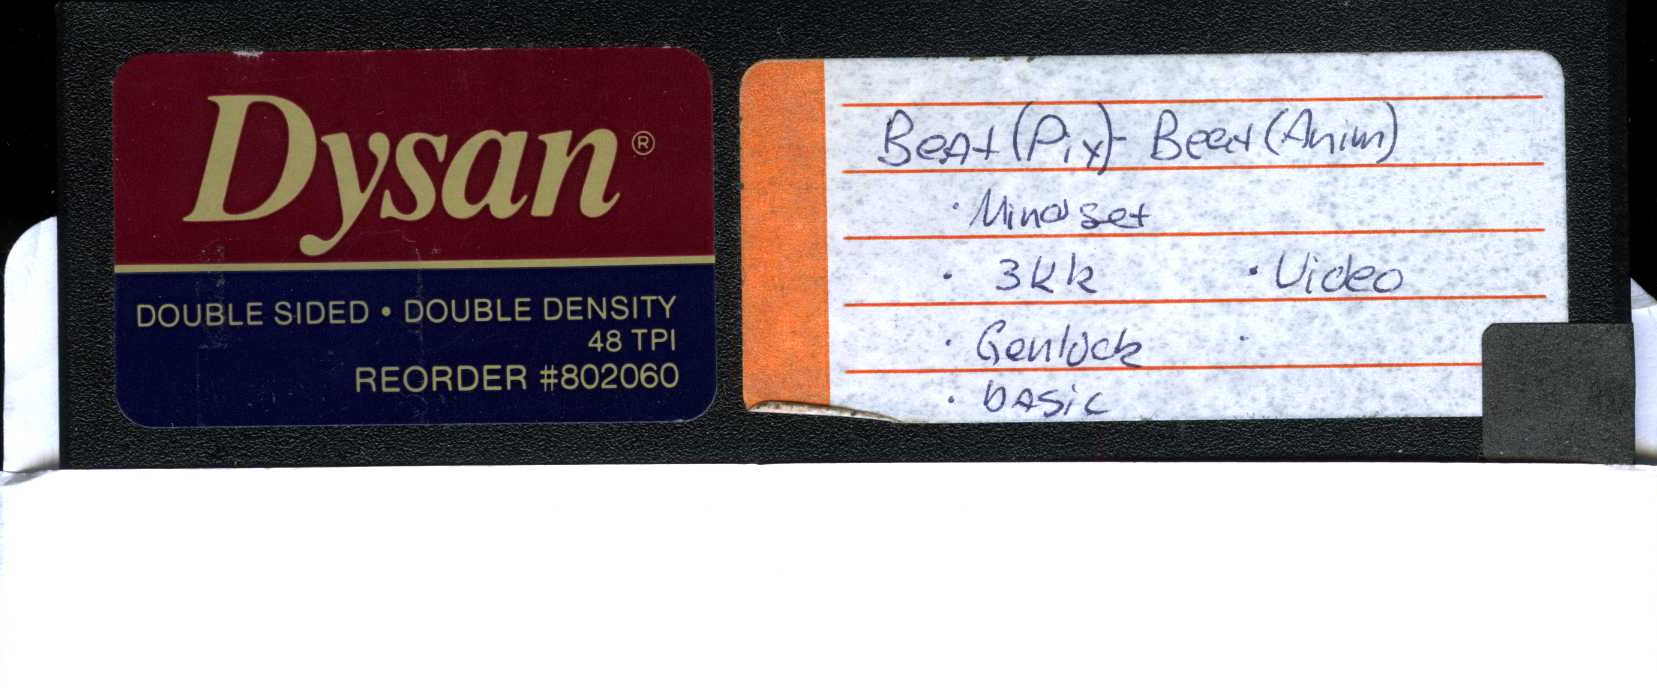 Dysan®
DOUBLE SIDED • DOUBLE DENSITY
48 TPI
REORDER #802060
Beat (Pix) - Beat (Anim)
· Mindset
· 3kk · Video
· Genlock ·
· basic